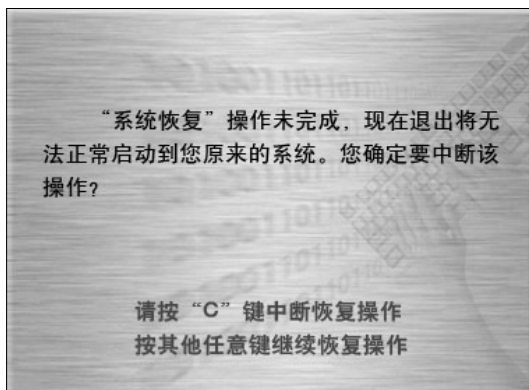 “系统恢复”操作未完成，现在退出将无
法正常启动到您原来的系统。您确定要中断该
操作？
请按“C”键中断恢复操作
按其他任意键继续恢复操作